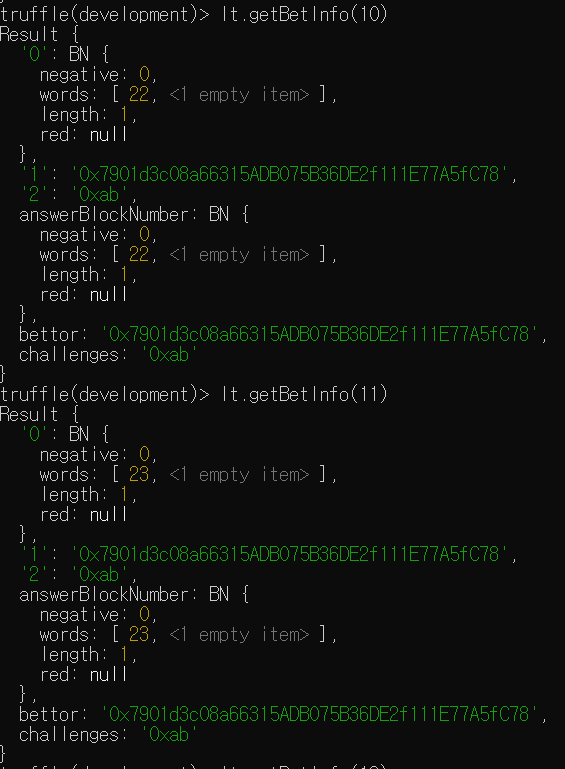 truffle(development)> lt.getBetInfo(10)
Result {
  '0': BN {
    negative: 0,
    words: [ 22, <1 empty item> ],
    length: 1,
    red: null
  },
  '1': '0x7901d3c08a66315ADB075B36DE2f111E77A5fC78',
  '2': '0xab',
  answerBlockNumber: BN {
    negative: 0,
    words: [ 22, <1 empty item> ],
    length: 1,
    red: null
  },
  bettor: '0x7901d3c08a66315ADB075B36DE2f111E77A5fC78',
  challenges: '0xab'
}
truffle(development)> lt.getBetInfo(11)
Result {
  '0': BN {
    negative: 0,
    words: [ 23, <1 empty item> ],
    length: 1,
    red: null
  },
  '1': '0x7901d3c08a66315ADB075B36DE2f111E77A5fC78',
  '2': '0xab',
  answerBlockNumber: BN {
    negative: 0,
    words: [ 23, <1 empty item> ],
    length: 1,
    red: null
  },
  bettor: '0x7901d3c08a66315ADB075B36DE2f111E77A5fC78',
  challenges: '0xab'
}